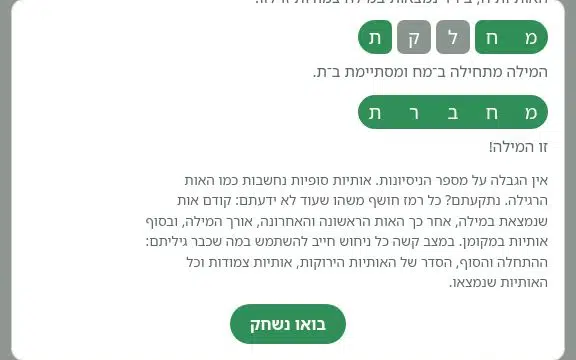 מ ח ל ק ת
המילה מתחילה ב־מח ומסתיימת ב־ת.
מ ח ב ר ת
זו המילה!
אין הגבלה על מספר הניסיונות. אותיות סופיות נחשבות כמו האות
הרגילה. נתקעתם? כל רמז חושף משהו שעוד לא ידעתם: קודם אות
שנמצאת במילה, אחר כך האות הראשונה והאחרונה, אורך המילה, ובסוף
אותיות במקומן. במצב קשה כל ניחוש חייב להשתמש במה שכבר גיליתם:
ההתחלה והסוף, הסדר של האותיות הירוקות, אותיות צמודות וכל
האותיות שנמצאו.
בואו נשחק